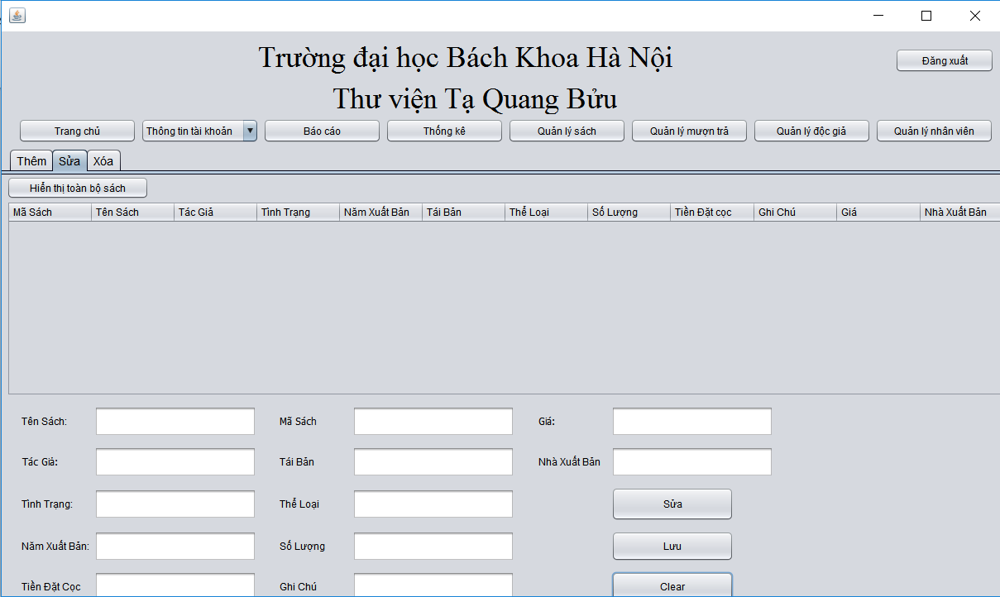 Trường đại học Bách Khoa Hà Nội
Đăng xuất
Thư viện Tạ Quang Bửu
Trang chủ Thông tin tài khoản Báo cáo Thống kê Quản lý sách Quản lý mượn trả Quản lý độc giả Quản lý nhân viên
Thêm Sửa Xóa
Hiển thị toàn bộ sách
Mã Sách Tên Sách Tác Giả Tình Trạng Năm Xuất Bản Tái Bản Thể Loại Số Lượng Tiền Đặt cọc Ghi Chú Giá Nhà Xuất Bản
Tên Sách: Mã Sách Giá:
Tác Giả: Tái Bản Nhà Xuất Bản
Tình Trạng: Thể Loại Sửa
Năm Xuất Bản: Số Lượng Lưu
Tiền Đặt Cọc Ghi Chú Clear